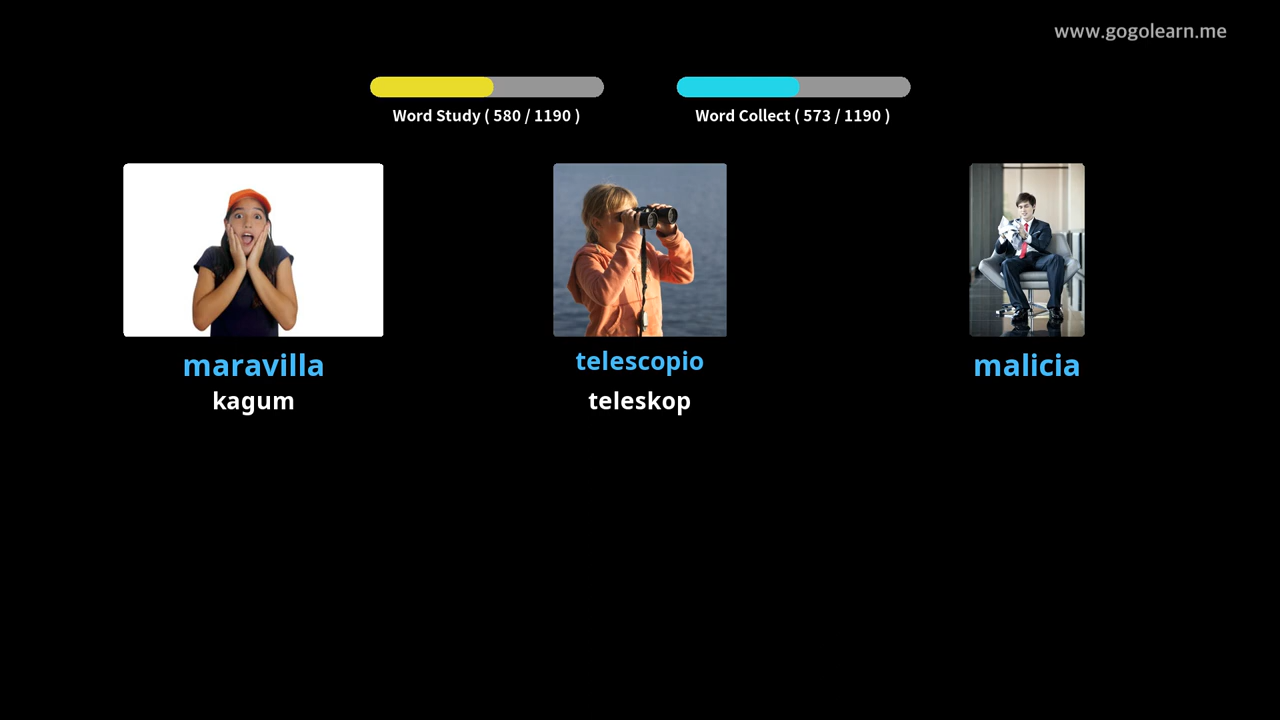 www.gogolearn.me
Word Study ( 580 / 1190 )
Word Collect ( 573 / 1190 )
maravilla
kagum
telescopio
teleskop
malicia